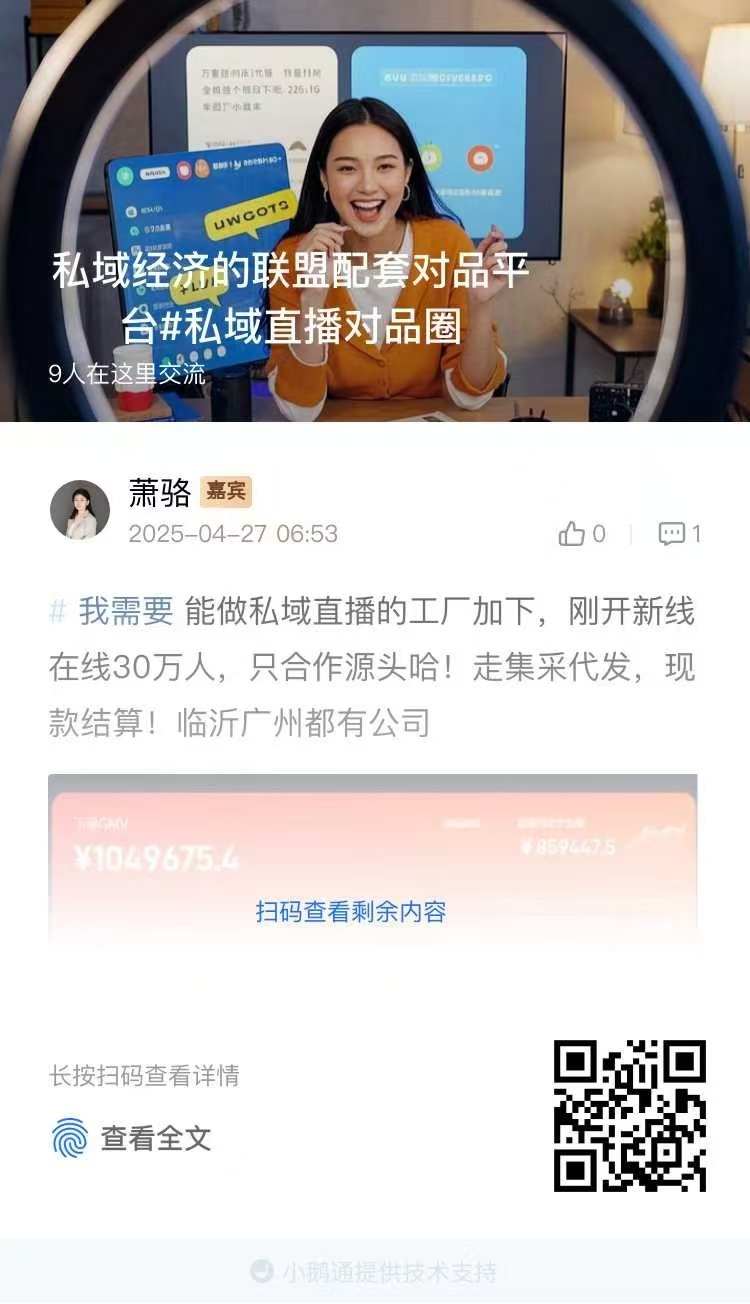 UWGOTS
私域经济的联盟配套对品平
台#私域直播对品圈
9人在这里交流
萧骆 嘉宾
2025-04-27 06:53
0
1
# 我需要 能做私域直播的工厂加下，刚开新线
在线30万人，只合作源头哈！走集采代发，现
款结算！临沂广州都有公司
¥1049675.4
¥859447.5
扫码查看剩余内容
长按扫码查看详情
查看全文
小鹅通提供技术支持